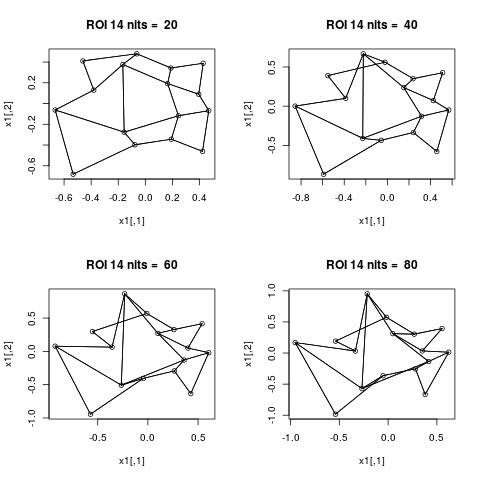 ROI 14 nits = 20
0.2
-0.2
-0.6
x1[,2]
-0.6 -0.4 -0.2 0.0 0.2 0.4
x1[,1]
ROI 14 nits = 40
0.5
0.0
-0.5
x1[,2]
-0.8 -0.4 0.0 0.4
x1[,1]
ROI 14 nits = 60
0.5
0.0
-0.5
-1.0
x1[,2]
-0.5 0.0 0.5
x1[,1]
ROI 14 nits = 80
1.0
0.5
0.0
-0.5
-1.0
x1[,2]
-1.0 -0.5 0.0 0.5
x1[,1]